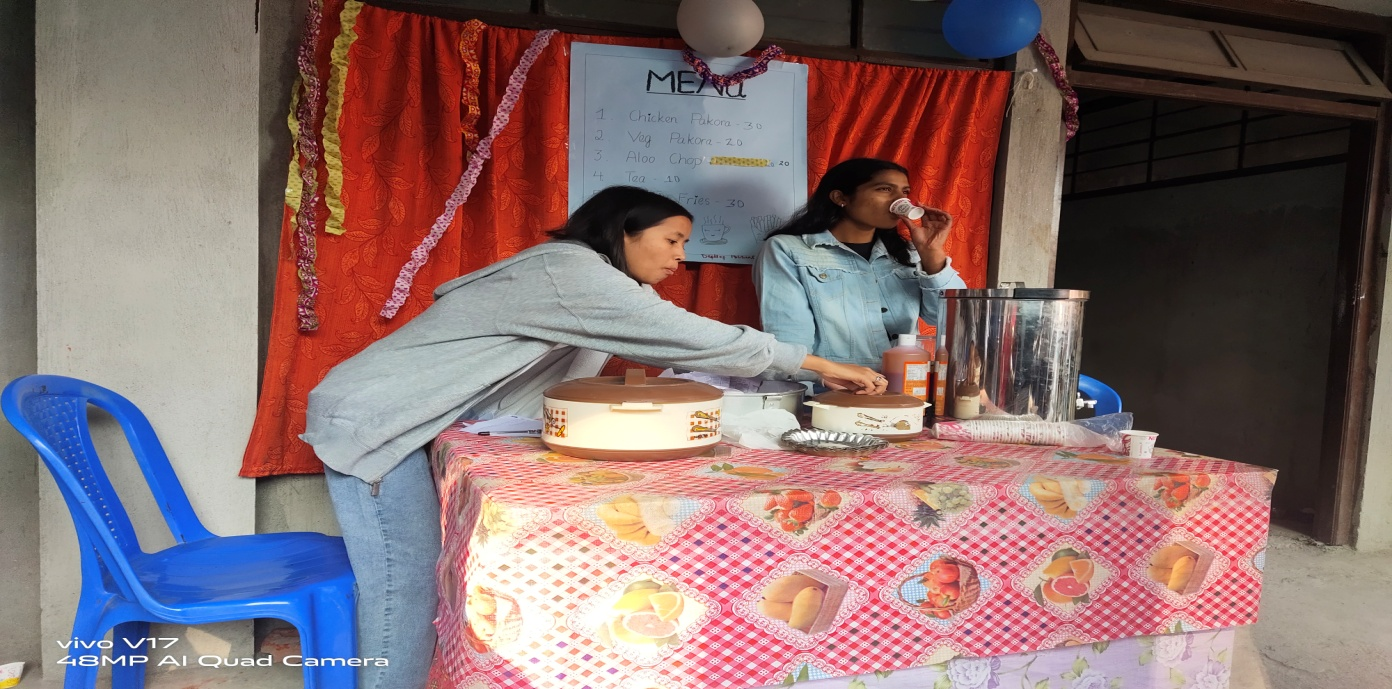 MENU
1. Chicken Pakora - 30
2 Veg Pakora - 20
3. Aloo Chop 20
4. Tea - 10
Fries - 30
vivo V17
48MP AI Quad Camera